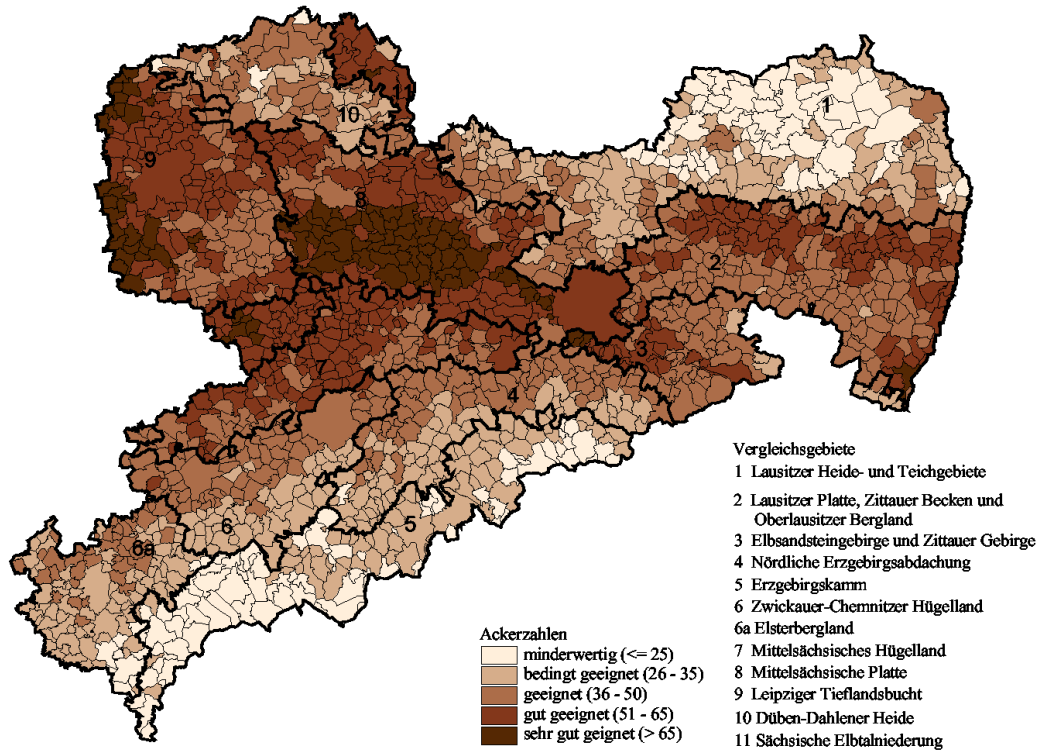 1
10
11
9
8
2
3
4
5
6
6a
Vergleichsgebiete
1 Lausitzer Heide- und Teichgebiete
2 Lausitzer Platte, Zittauer Becken und
Oberlausitzer Bergland
3 Elbsandsteingebirge und Zittauer Gebirge
4 Nördliche Erzgebirgsabdachung
5 Erzgebirgskamm
6 Zwickauer-Chemnitzer Hügelland
6a Elsterbergland
7 Mittelsächsisches Hügelland
8 Mittelsächsische Platte
9 Leipziger Tieflandsbucht
10 Düben-Dahlener Heide
11 Sächsische Elbtalniederung
Ackerzahlen
minderwertig (<= 25)
bedingt geeignet (26 - 35)
geeignet (36 - 50)
gut geeignet (51 - 65)
sehr gut geignet (> 65)